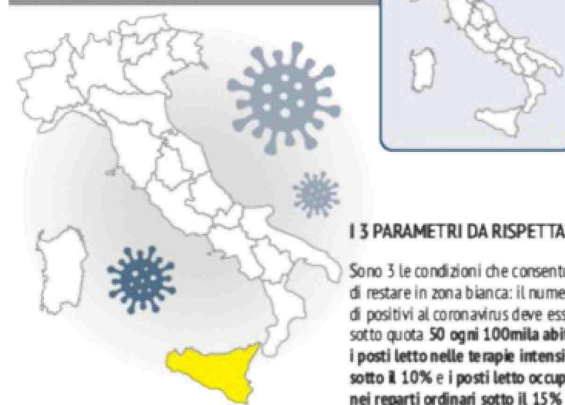 I 3 PARAMETRI DA RISPETTA
Sono 3 le condizioni che consento
di restare in zona bianca: il nume
di positivi al coronavirus deve ess
sotto quota 50 ogni 100mila abit
i posti letto nelle terapie intensi
sotto il 10% e i posti letto occup
nei reparti ordinari sotto il 15%